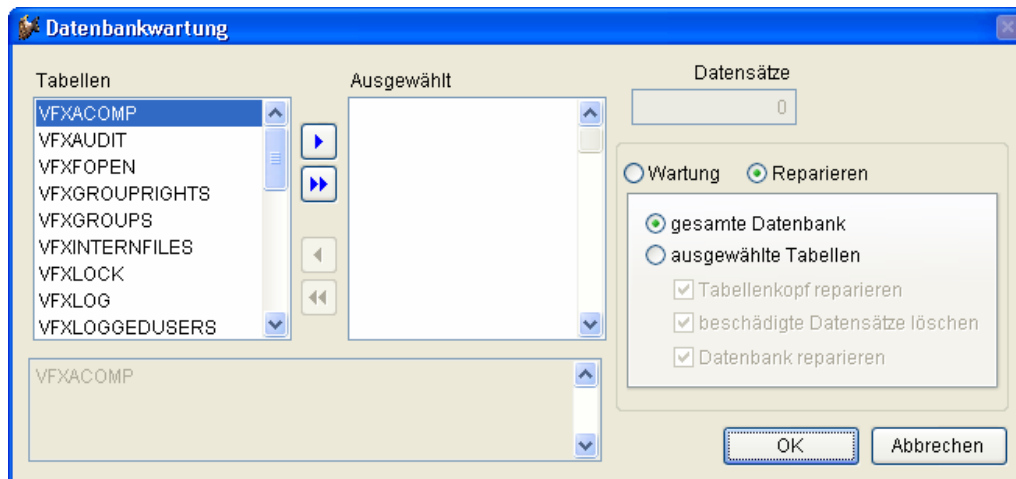 Datenbankwartung
Tabellen
Ausgewählt
Datensätze
VFXACOMP
VFXAUDIT
VFXFOPEN
VFXGROUPRIGHTS
VFXGROUPS
VFXINTERNFILES
VFXLOCK
VFXLOG
VFXLOGGEDUSERS
0
Wartung
Reparieren
gesamte Datenbank
ausgewählte Tabellen
Tabellenkopf reparieren
beschädigte Datensätze löschen
Datenbank reparieren
VFXACOMP
OK
Abbrechen